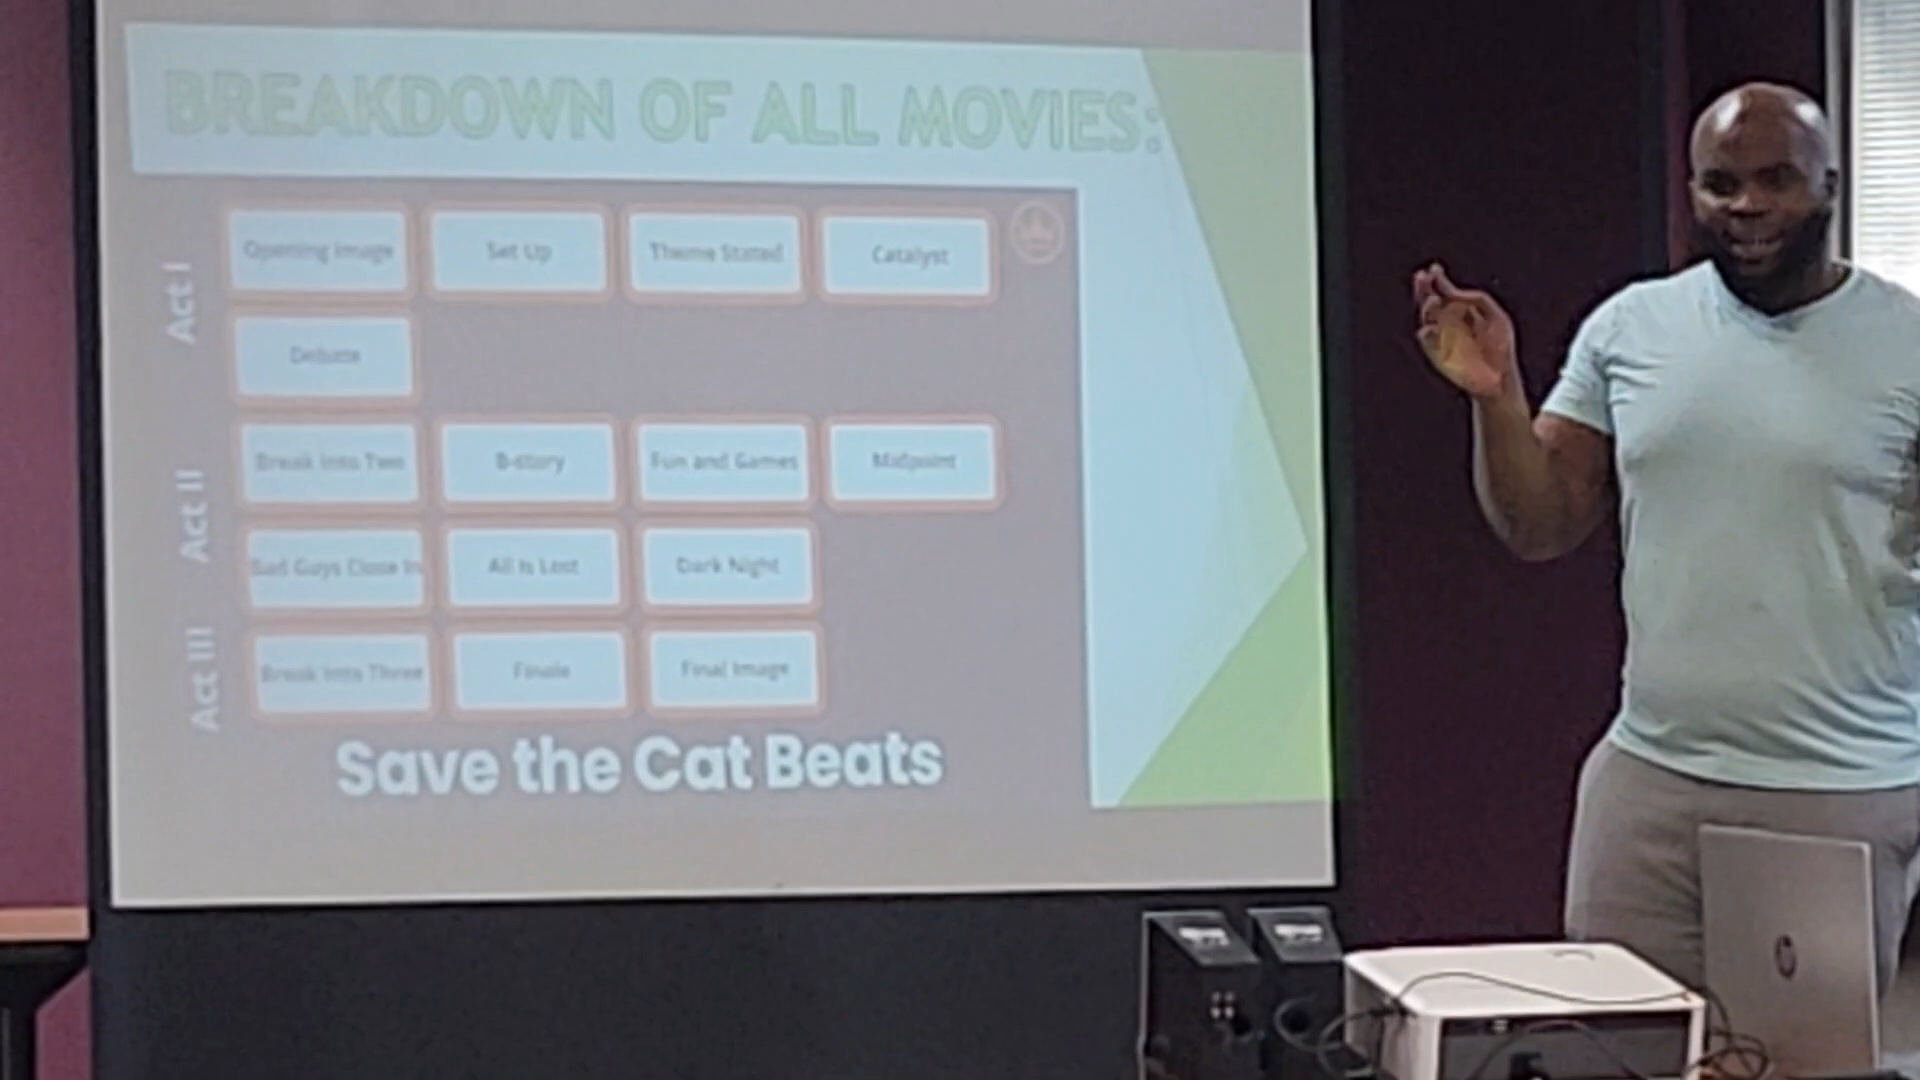 BREAKDOWN OF ALL MOVIES:
Act I
Opening Image
Set Up
Theme Stated
Catalyst
Debate
Act II
Break Into Two
B-story
Fun and Games
Midpoint
Bad Guys Close In
All Is Lost
Dark Night
Act III
Break Into Three
Finale
Final Image
Save the Cat Beats
hp